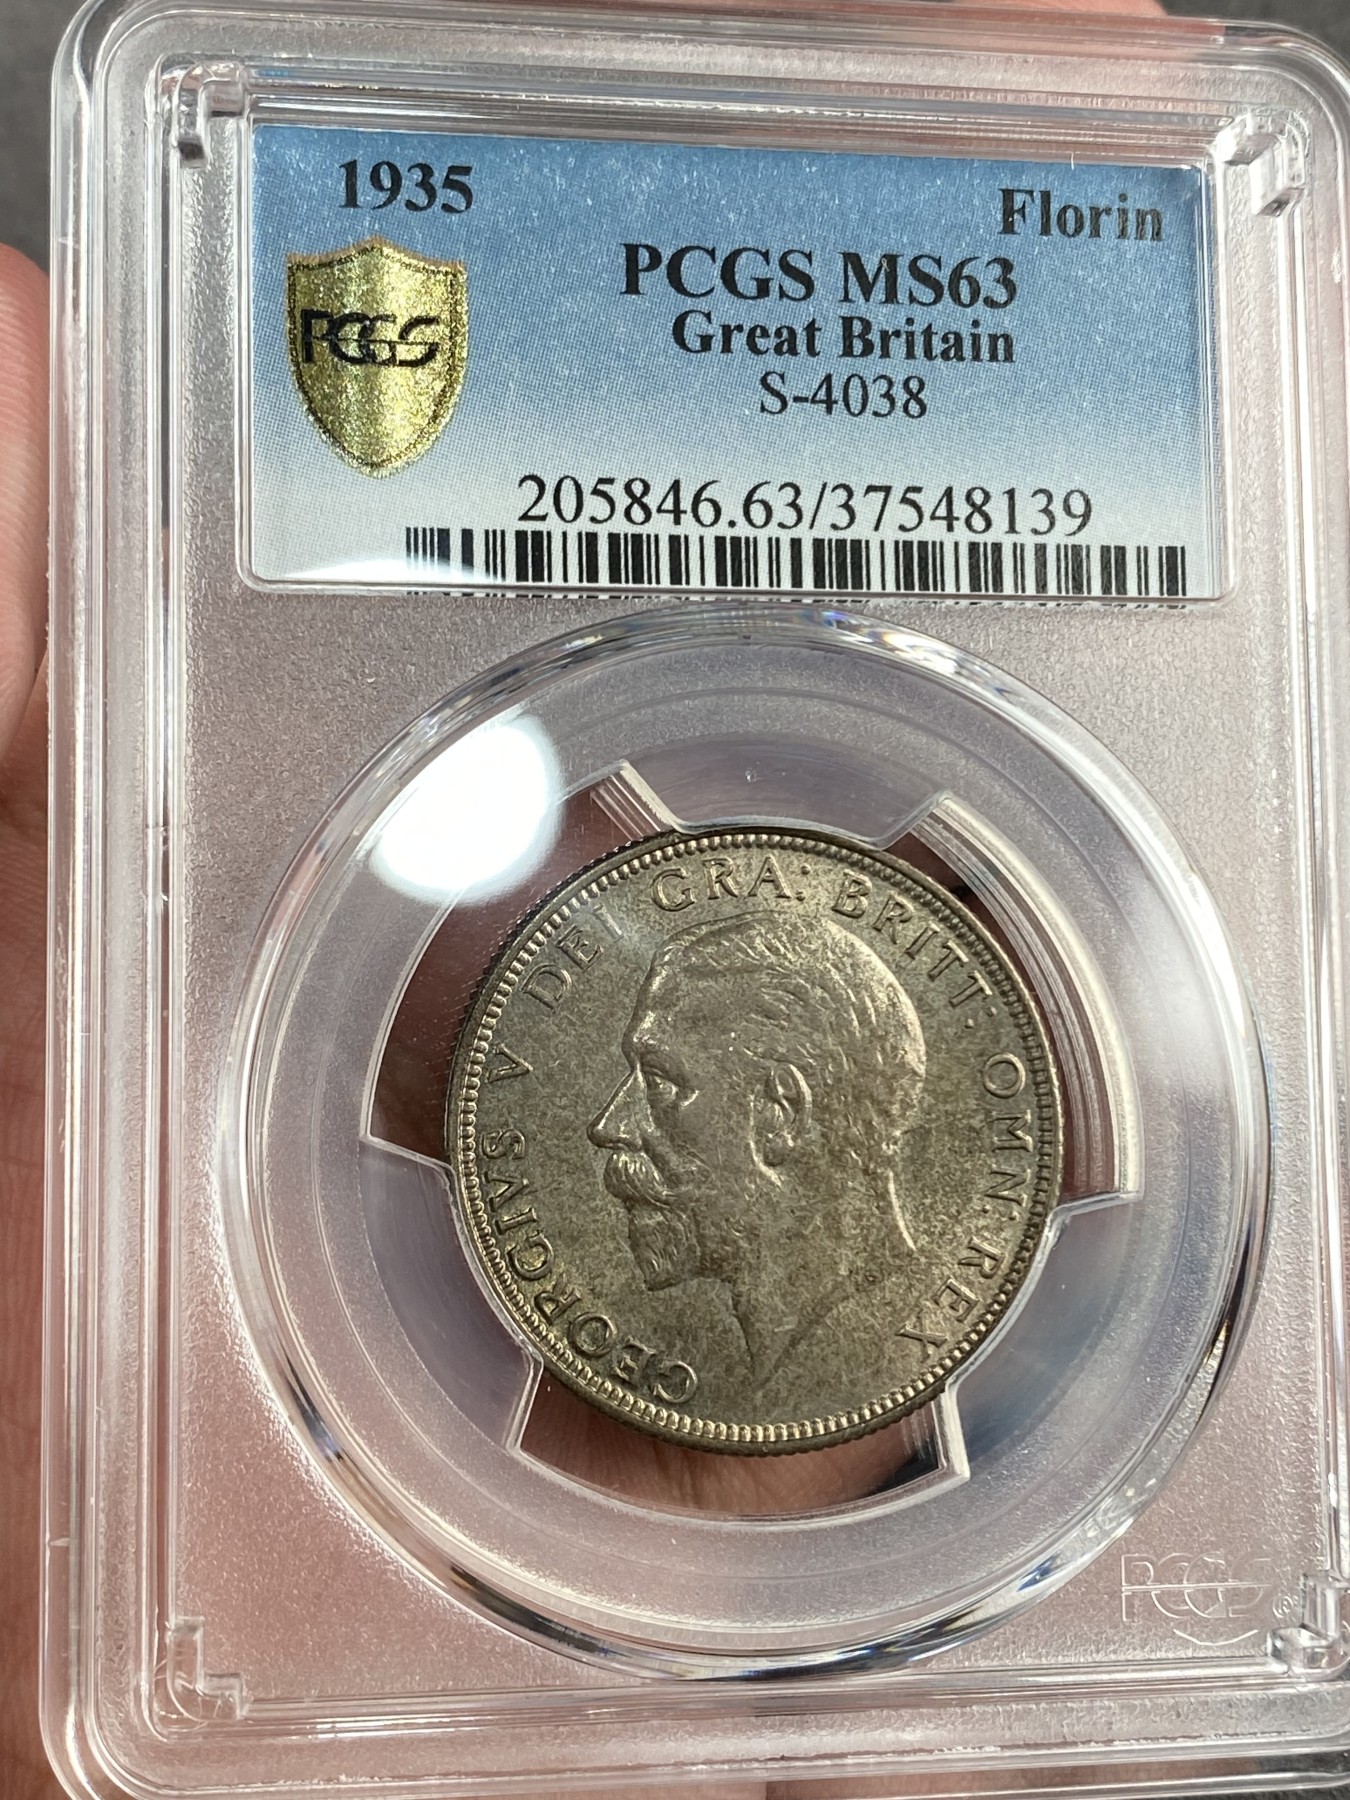 1935
Florin
PCGS MS63
Great Britain
S-4038
PCGS
205846.63/37548139
GEORGIVS V DEI GRA: BRITT: OMN: REX
PCGS®